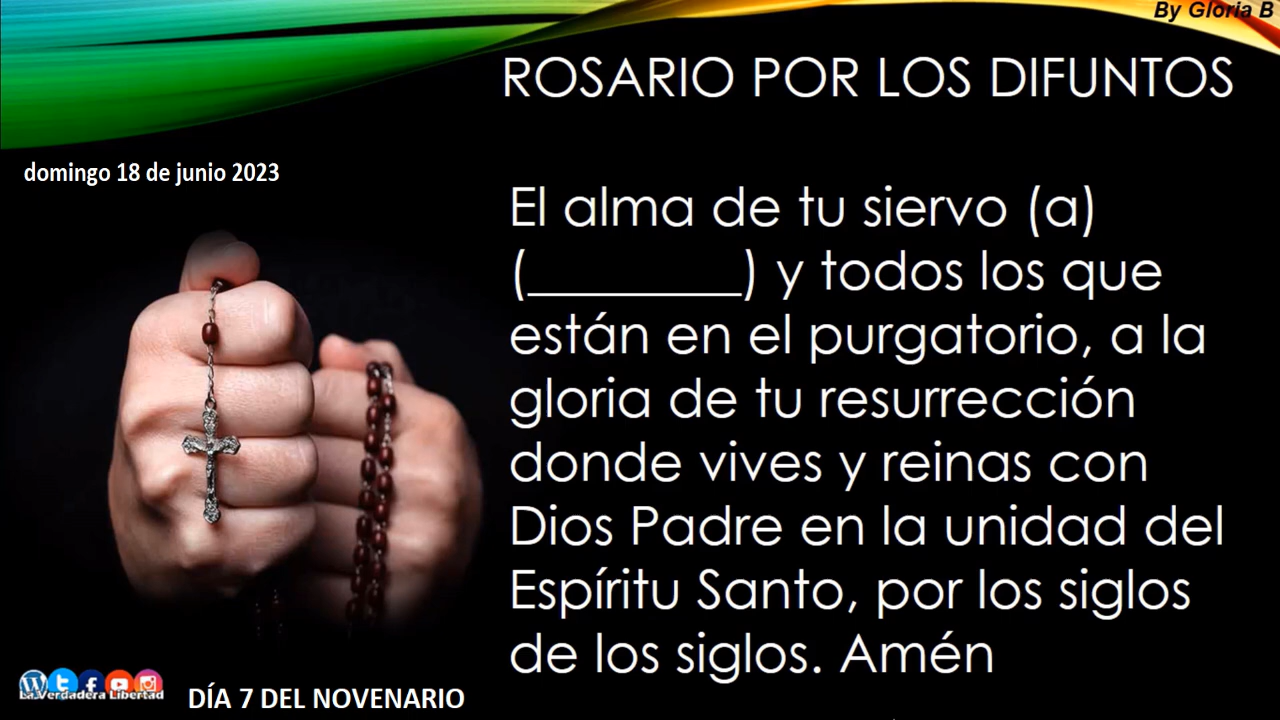 By Gloria B
ROSARIO POR LOS DIFUNTOS
domingo 18 de junio 2023
El alma de tu siervo (a)
(________) y todos los que
están en el purgatorio, a la
gloria de tu resurrección
donde vives y reinas con
Dios Padre en la unidad del
Espíritu Santo, por los siglos
de los siglos. Amén
La Verdadera Libertad
DÍA 7 DEL NOVENARIO